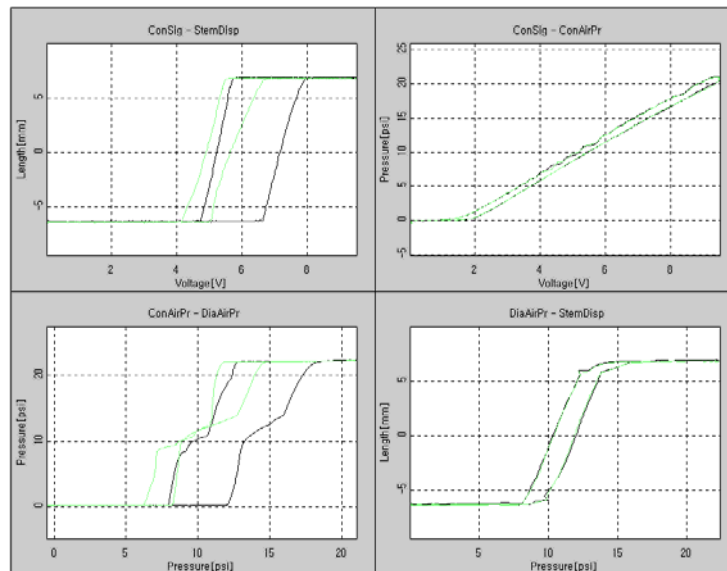 ConSig - StemDisp
5
0
-5
Length[mm]
2 4 6 8
Voltage[V]
ConSig - ConAirPr
25
20
15
10
5
0
-5
Pressure[psi]
2 4 6 8
Voltage[V]
ConAirPr - DiaAirPr
20
10
0
Pressure[psi]
0 5 10 15 20
Pressure[psi]
DiaAirPr - StemDisp
5
0
-5
Length[mm]
5 10 15 20
Pressure[psi]